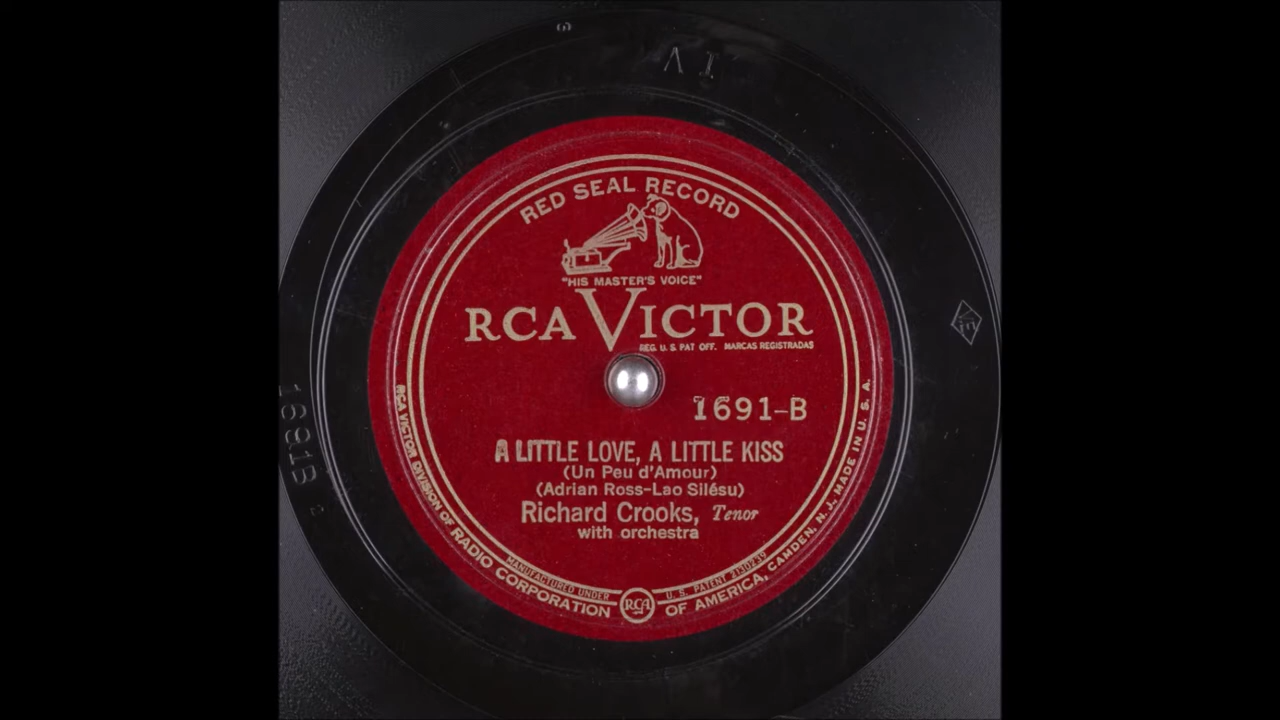 RED SEAL RECORD
"HIS MASTER'S VOICE"
RCA VICTOR
REG. U. S. PAT. OFF. MARCAS REGISTRADAS
1691-B
A LITTLE LOVE, A LITTLE KISS
(Un Peu d'Amour)
(Adrian Ross-Lao Silésu)
Richard Crooks, Tenor
with orchestra
MANUFACTURED UNDER U. S. PATENT 2130239
RCA VICTOR DIVISION OF RADIO CORPORATION OF AMERICA, CAMDEN, N. J., MADE IN U. S. A.
RCA
1691B